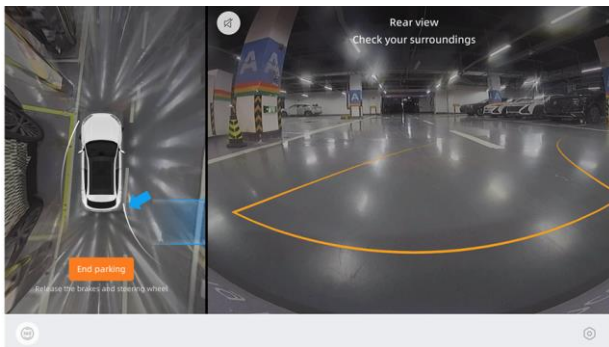 Rear view
Check your surroundings
A
A
A
End parking
Release the brakes and steering wheel